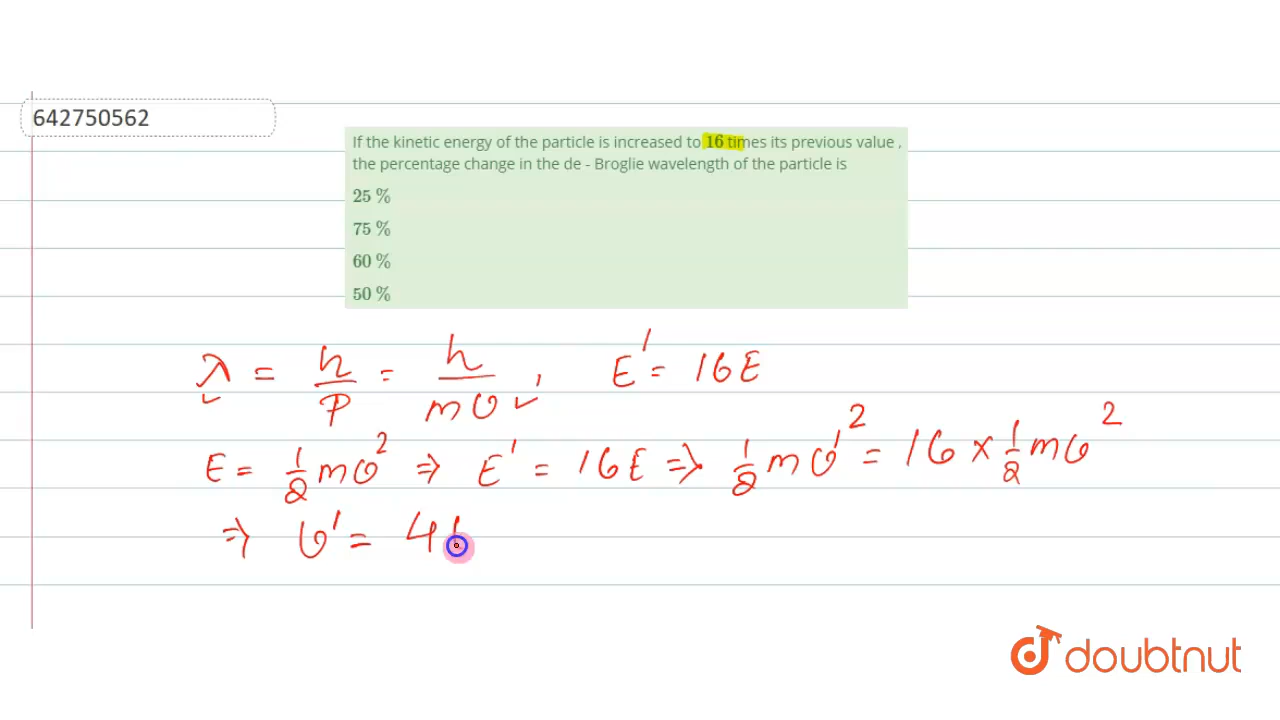 642750562
If the kinetic energy of the particle is increased to 16 times its previous value ,
the percentage change in the de - Broglie wavelength of the particle is
25 %
75 %
60 %
50 %
λ = h/P = h/mv , E' = 16E
E = 1/2 mv² ⇒ E' = 16E ⇒ 1/2 mv'² = 16 × 1/2 mv²
⇒ v' = 4
doubtnut